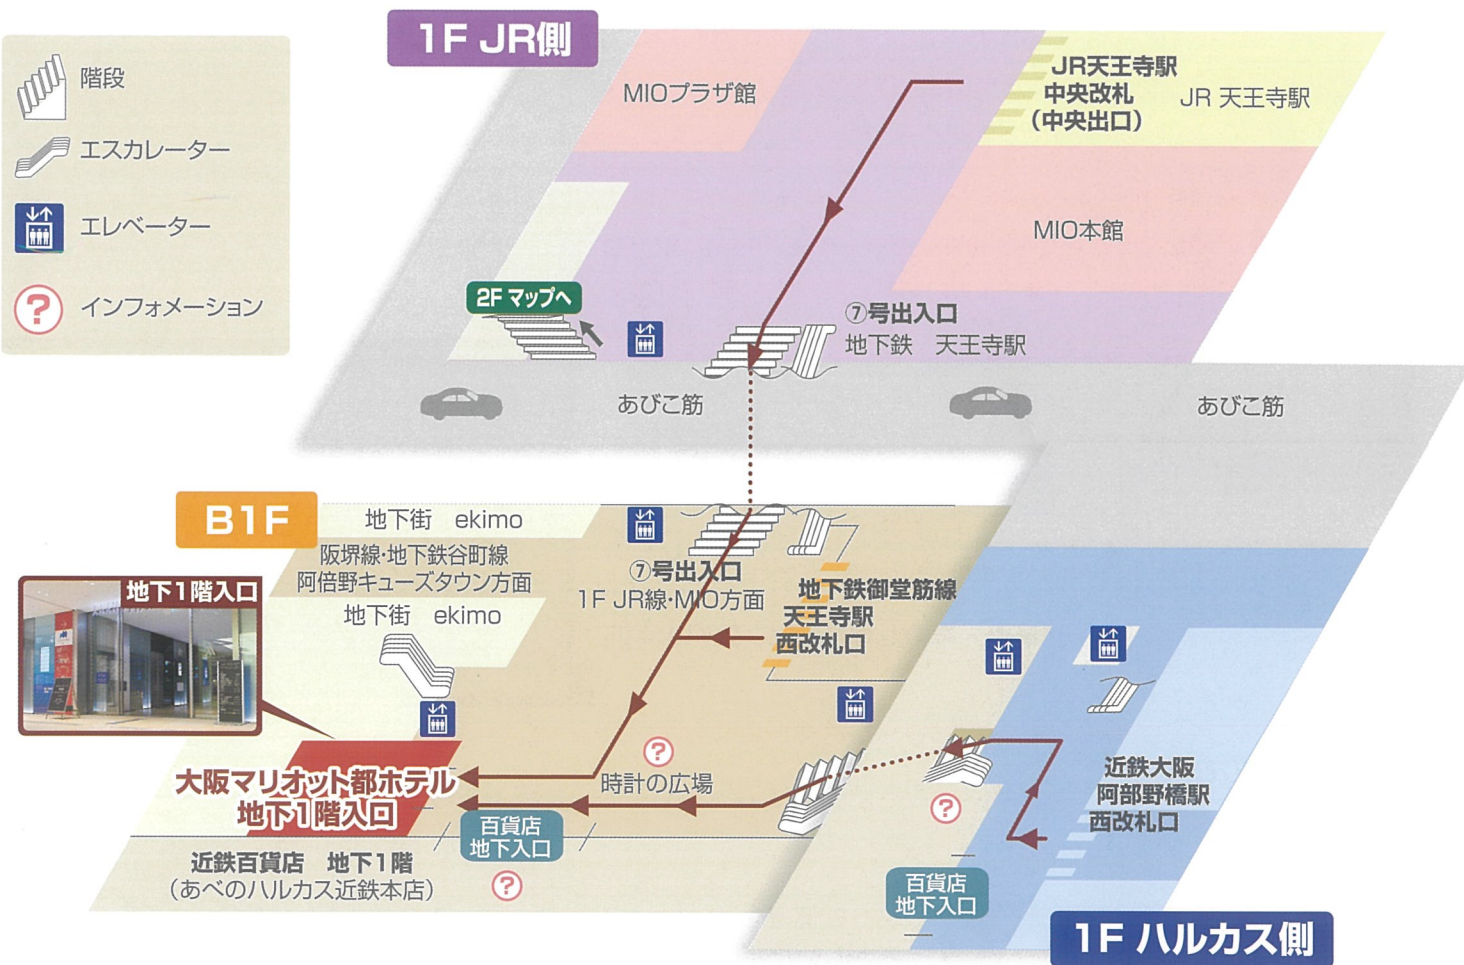 階段
エスカレーター
エレベーター
? インフォメーション
1F JR側
MIOプラザ館
JR天王寺駅
中央改札
(中央出口)
JR 天王寺駅
MIO本館
2F マップへ
⑦号出入口
地下鉄 天王寺駅
あびこ筋
あびこ筋
B1F
地下街 ekimo
阪堺線・地下鉄谷町線
阿倍野キューズタウン方面
地下街 ekimo
地下1階入口
⑦号出入口
1F JR線・MIO方面
地下鉄御堂筋線
天王寺駅
西改札口
?
時計の広場
大阪マリオット都ホテル
地下1階入口
百貨店
地下入口
?
近鉄百貨店 地下1階
(あべのハルカス近鉄本店)
近鉄大阪
阿部野橋駅
西改札口
?
百貨店
地下入口
1F ハルカス側